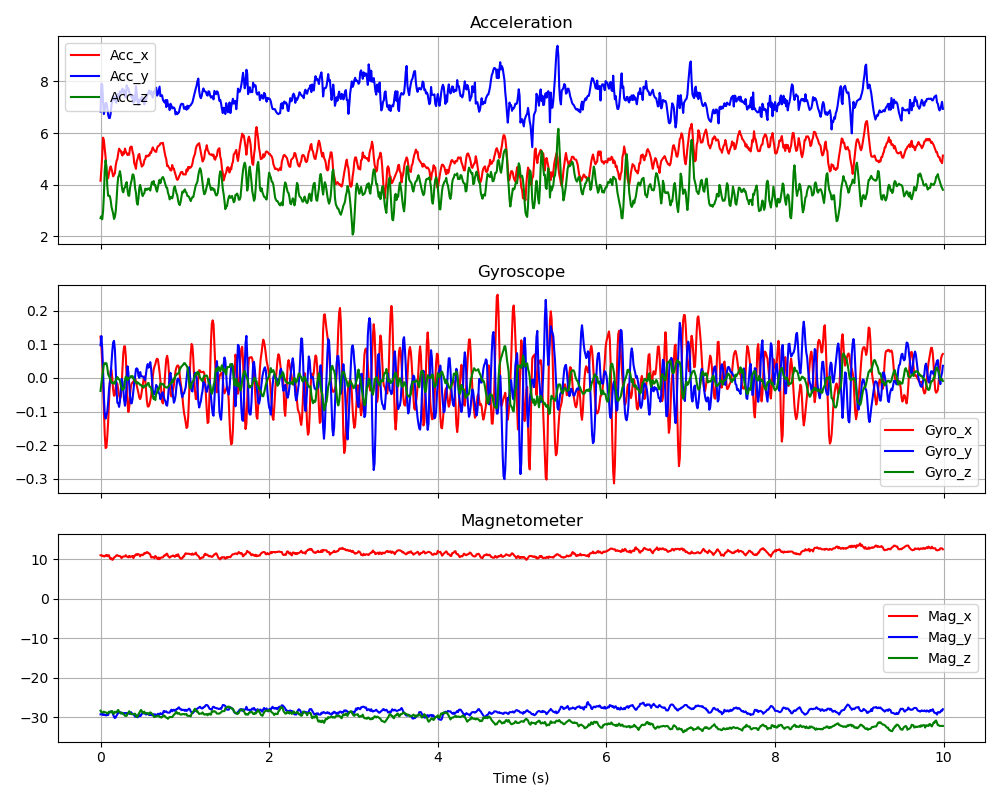 Acceleration
Acc_x
Acc_y
Acc_z
8
6
4
2
Gyroscope
0.2
0.1
0.0
−0.1
−0.2
−0.3
Gyro_x
Gyro_y
Gyro_z
Magnetometer
10
0
−10
−20
−30
Mag_x
Mag_y
Mag_z
0 2 4 6 8 10
Time (s)